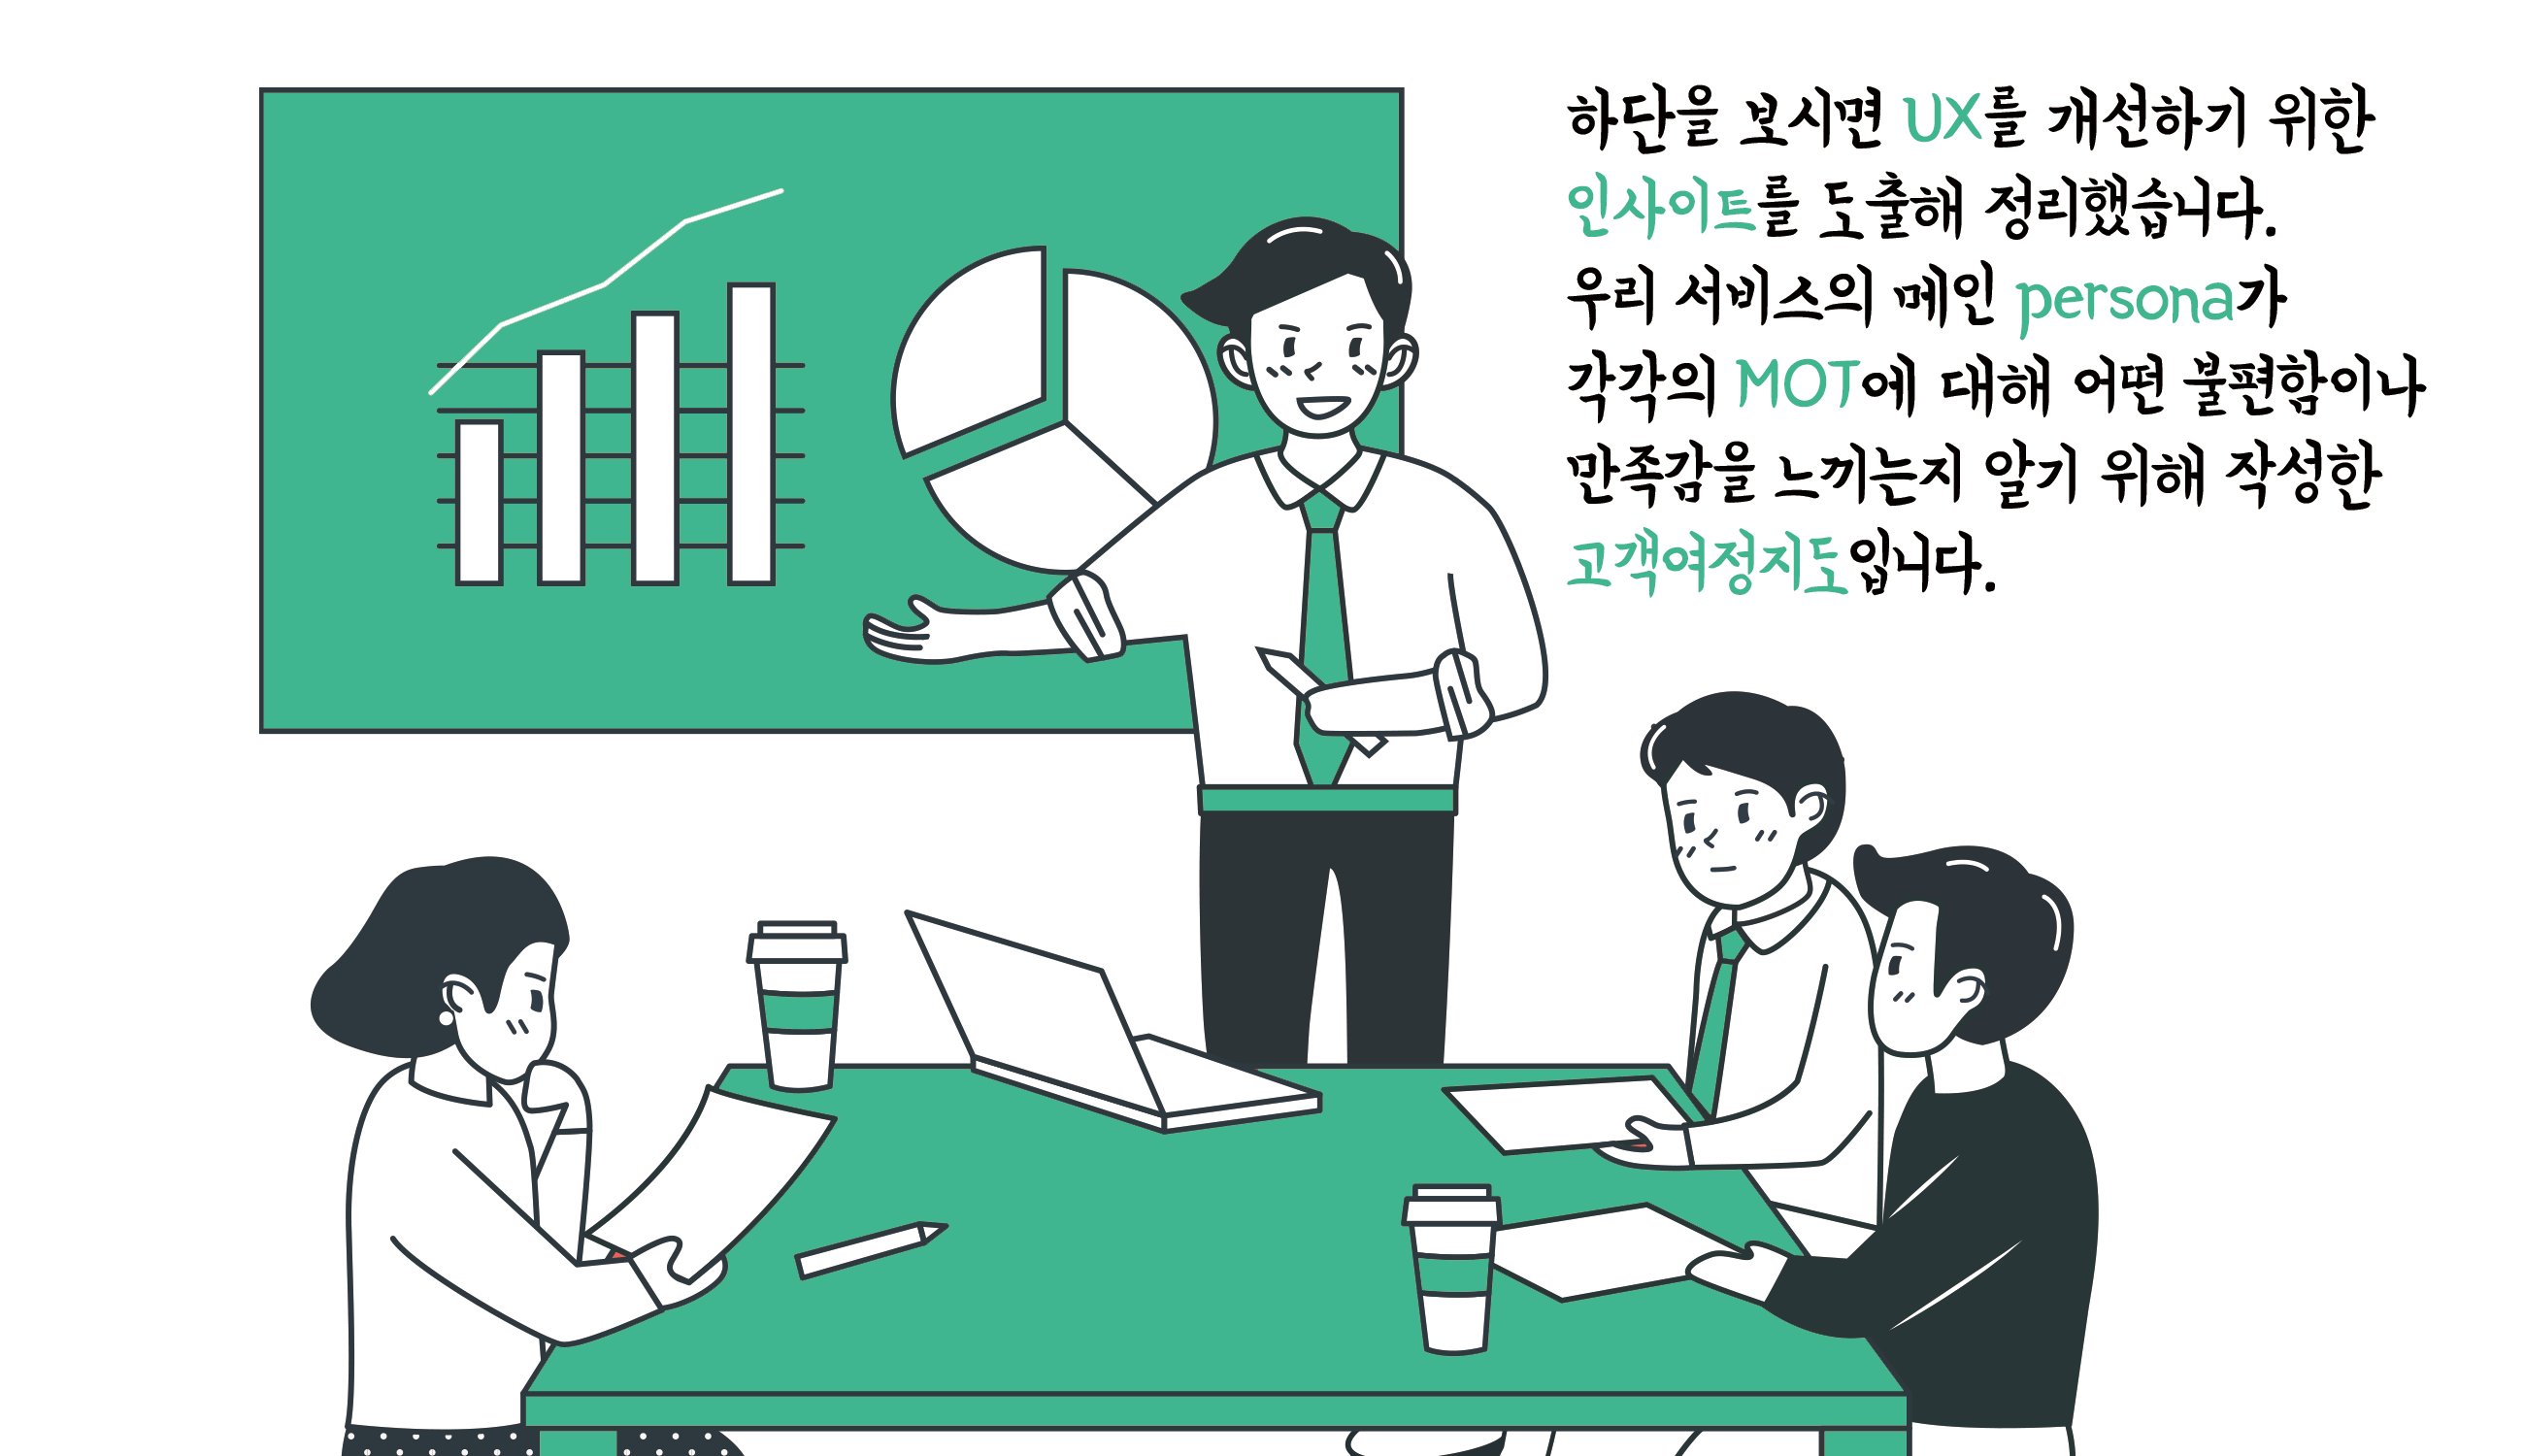 하단을 보시면 UX를 개선하기 위한
인사이트를 도출해 정리했습니다.
우리 서비스의 메인 persona가
각각의 MOT에 대해 어떤 불편함이나
만족감을 느끼는지 알기 위해 작성한
고객여정지도입니다.